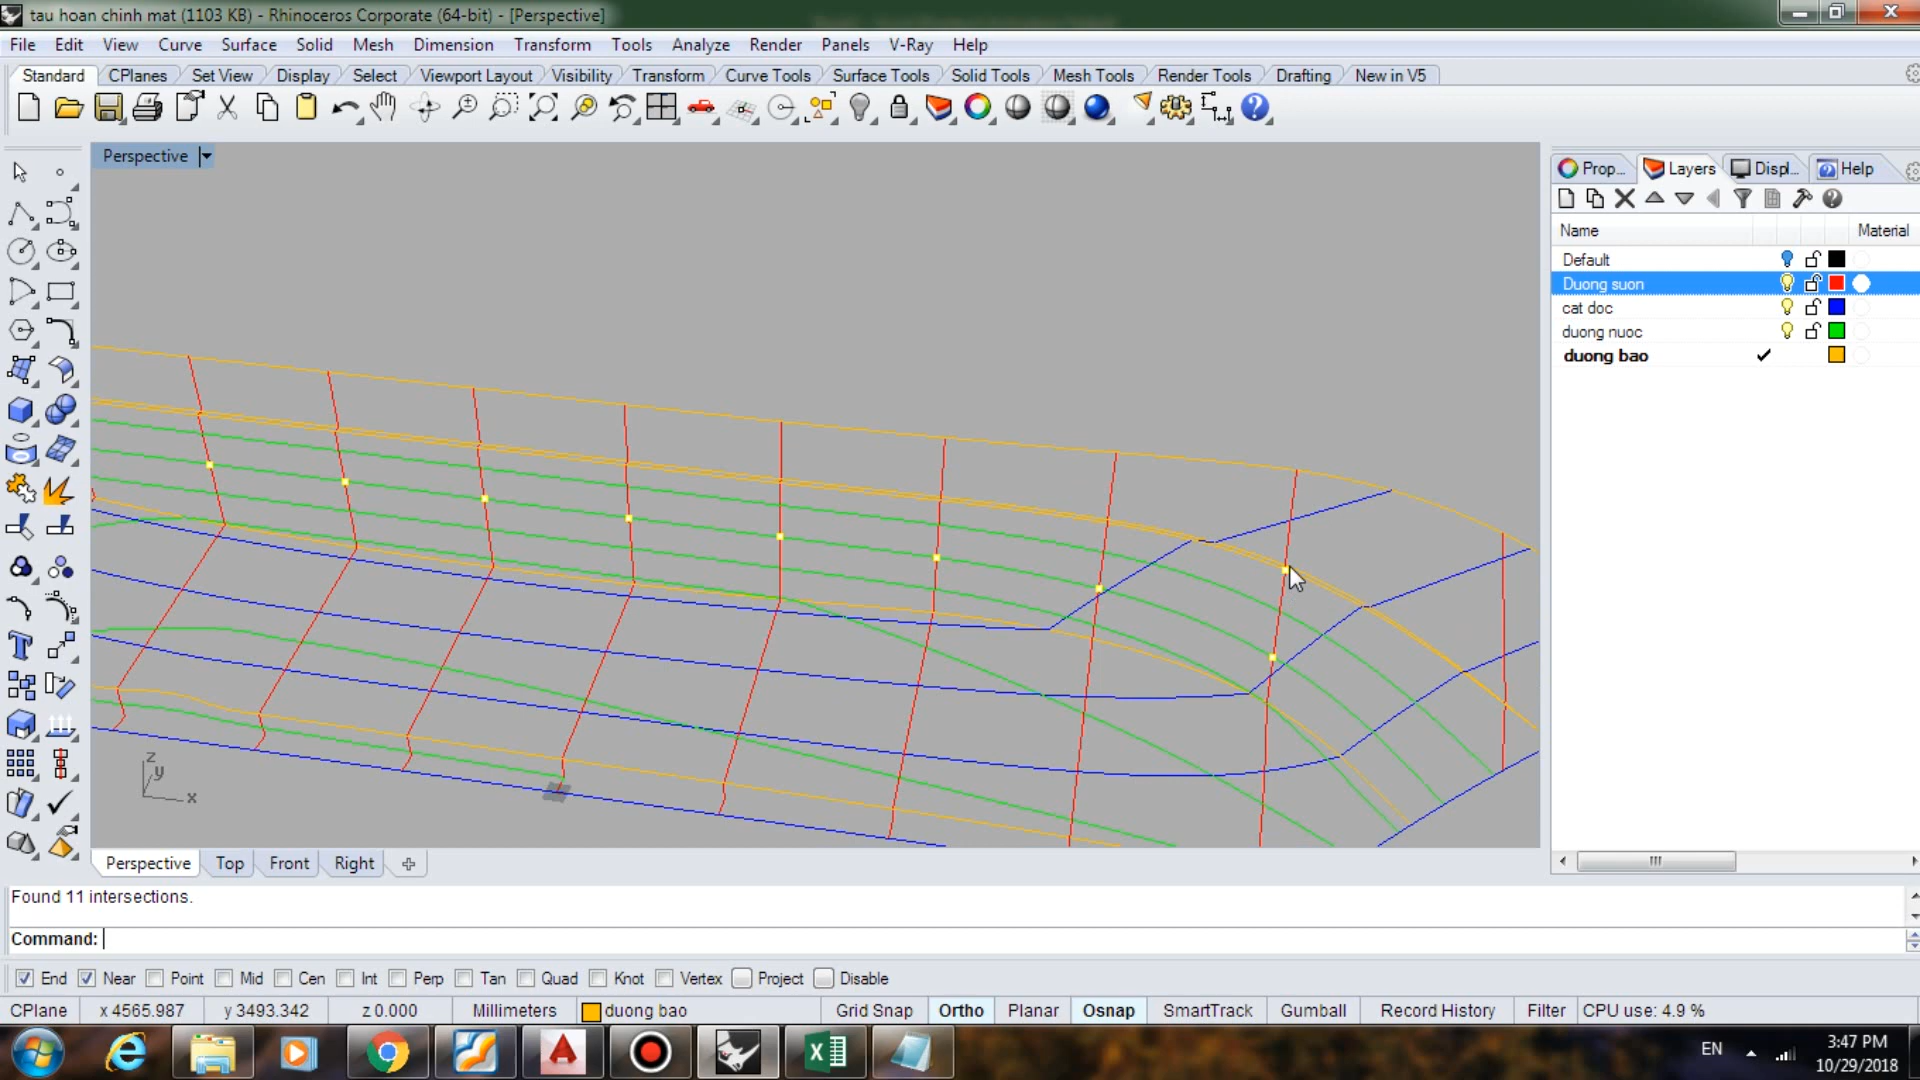 tau hoan chinh mat (1103 KB) - Rhinoceros Corporate (64-bit) - [Perspective]
File Edit View Curve Surface Solid Mesh Dimension Transform Tools Analyze Render Panels V-Ray Help
Standard CPlanes Set View Display Select Viewport Layout Visibility Transform Curve Tools Surface Tools Solid Tools Mesh Tools Render Tools Drafting New in V5
Perspective
Prop... Layers Displ... Help
Name Material
Default
Duong suon
cat doc
duong nuoc
duong bao
z
y
x
Perspective Top Front Right
Found 11 intersections.
Command:
End Near Point Mid Cen Int Perp Tan Quad Knot Vertex Project Disable
CPlane x 4565.987 y 3493.342 z 0.000 Millimeters duong bao Grid Snap Ortho Planar Osnap SmartTrack Gumball Record History Filter CPU use: 4.9 %
EN
3:47 PM
10/29/2018